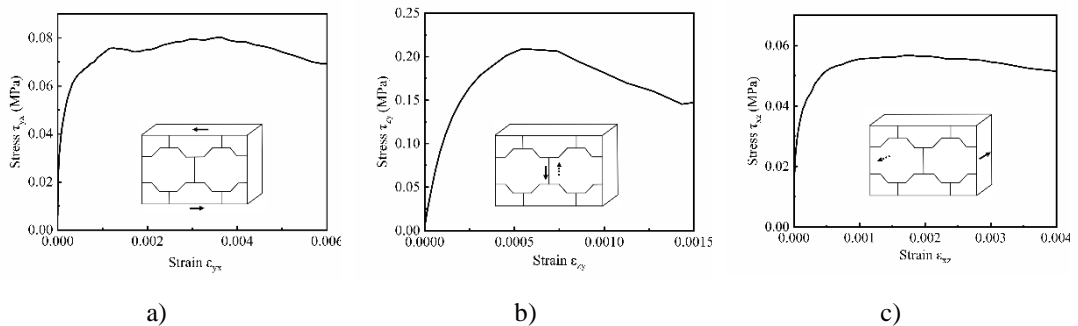 Stress τyx (MPa)
0.08
0.06
0.04
0.02
0.00
0.000 0.002 0.004 0.006
Strain εyx
a)
Stress τzy (MPa)
0.25
0.20
0.15
0.10
0.05
0.00
0.0000 0.0005 0.0010 0.0015
Strain εzy
b)
Stress τxz (MPa)
0.06
0.04
0.02
0.00
0.000 0.001 0.002 0.003 0.004
Strain εxz
c)